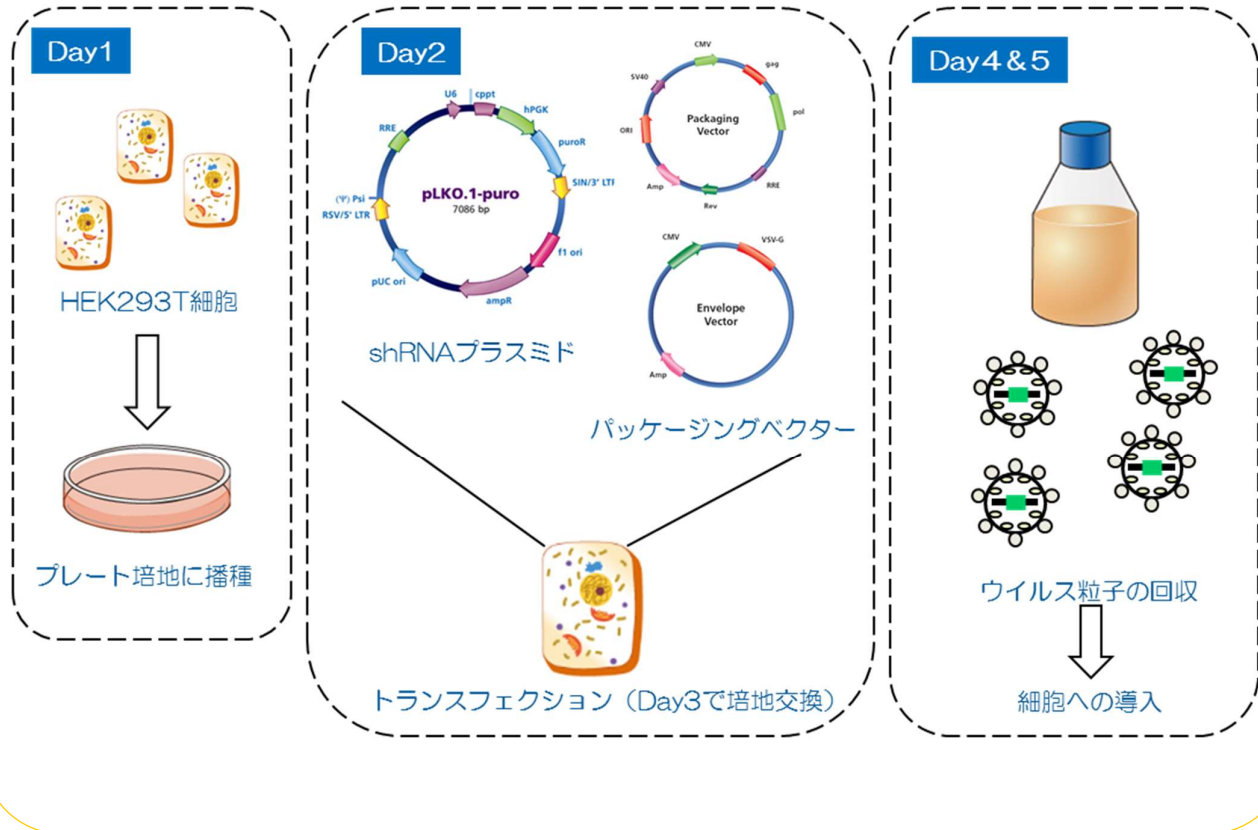 Day1
HEK293T細胞
プレート培地に播種
Day2
U6
cppt
hPGK
puroR
SIN/3' LTI
f1 ori
ampR
pUC ori
RSV/5' LTR
(Ψ) Psi
RRE
pLKO.1-puro
7086 bp
shRNAプラスミド
CMV
gag
pol
RRE
Rev
Amp
ORI
SV40
Packaging
Vector
CMV
VSV-G
Amp
Envelope
Vector
パッケージングベクター
トランスフェクション（Day3で培地交換）
Day4＆5
ウイルス粒子の回収
細胞への導入